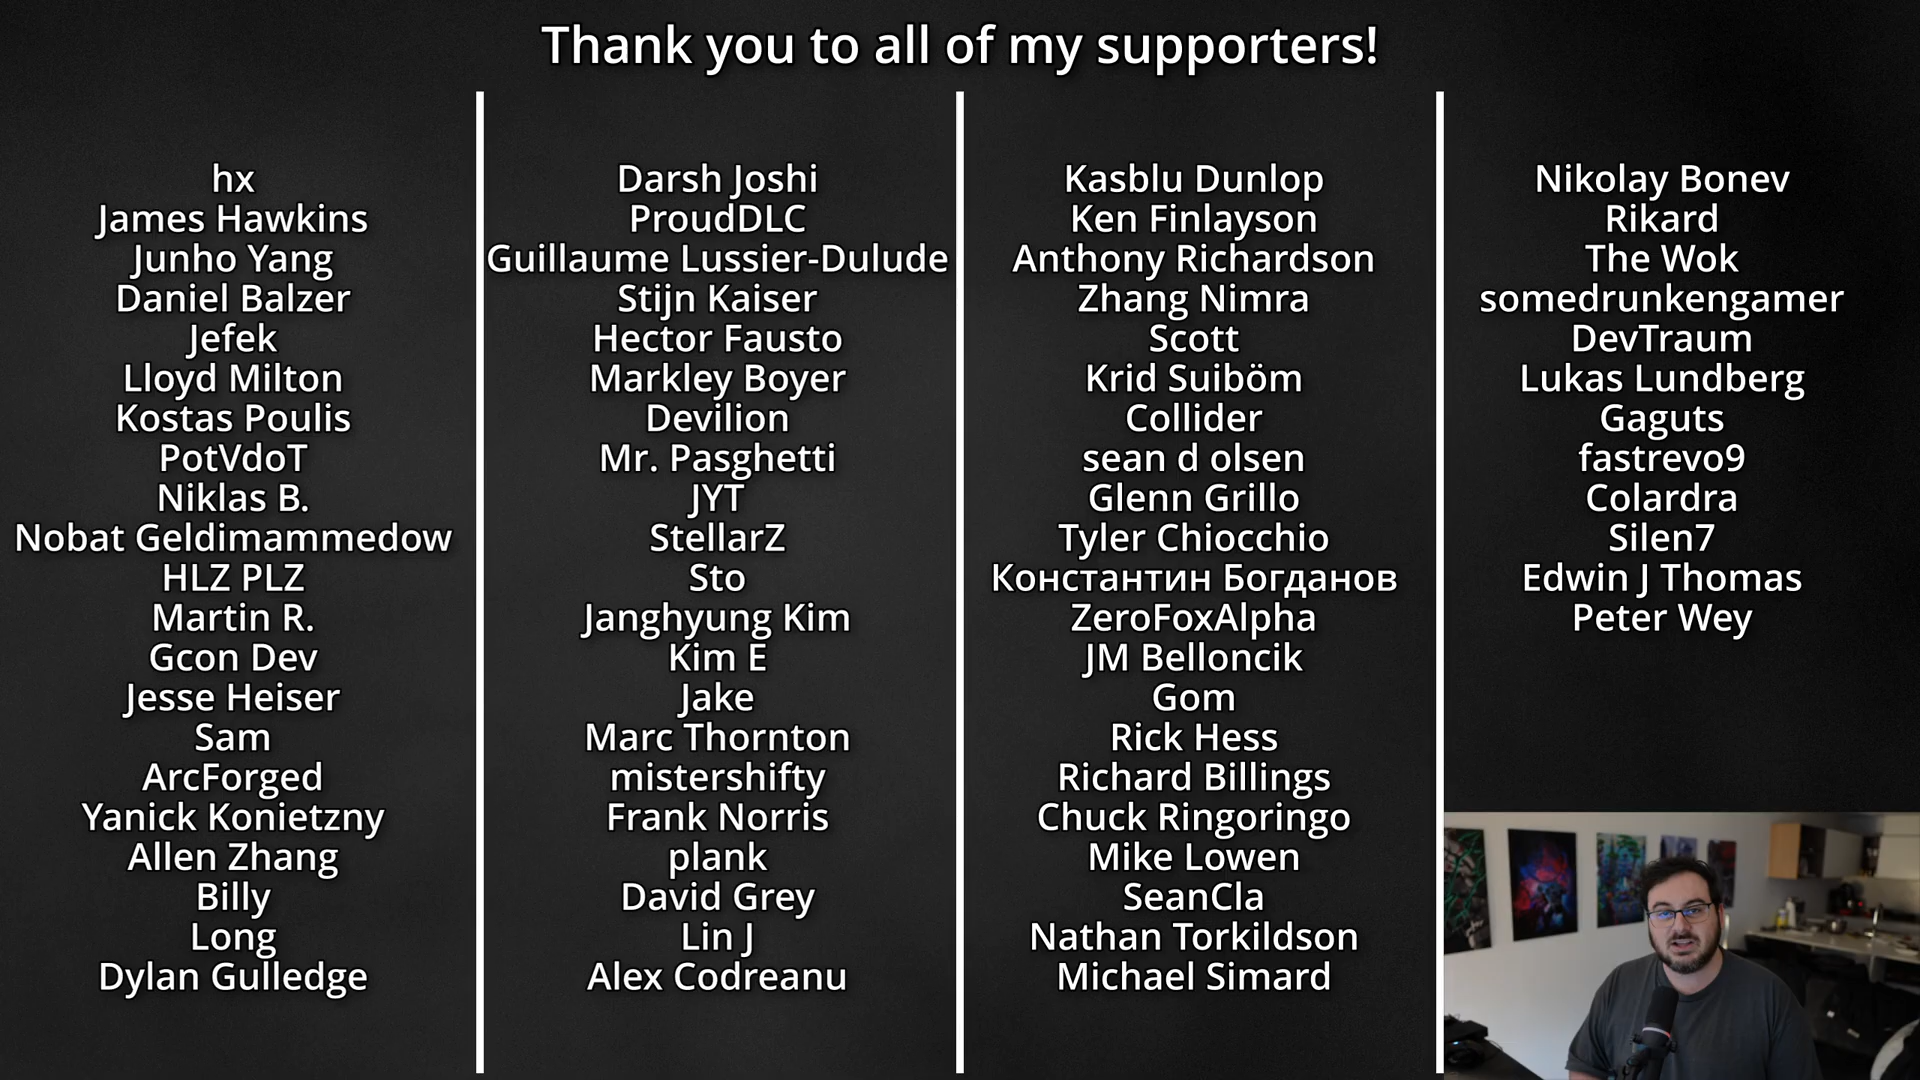 Thank you to all of my supporters!
hx
James Hawkins
Junho Yang
Daniel Balzer
Jefek
Lloyd Milton
Kostas Poulis
PotVdoT
Niklas B.
Nobat Geldimammedow
HLZ PLZ
Martin R.
Gcon Dev
Jesse Heiser
Sam
ArcForged
Yanick Konietzny
Allen Zhang
Billy
Long
Dylan Gulledge
Darsh Joshi
ProudDLC
Guillaume Lussier-Dulude
Stijn Kaiser
Hector Fausto
Markley Boyer
Devilion
Mr. Pasghetti
JYT
StellarZ
Sto
Janghyung Kim
Kim E
Jake
Marc Thornton
mistershifty
Frank Norris
plank
David Grey
Lin J
Alex Codreanu
Kasblu Dunlop
Ken Finlayson
Anthony Richardson
Zhang Nimra
Scott
Krid Suiböm
Collider
sean d olsen
Glenn Grillo
Tyler Chiocchio
Константин Богданов
ZeroFoxAlpha
JM Belloncik
Gom
Rick Hess
Richard Billings
Chuck Ringoringo
Mike Lowen
SeanCla
Nathan Torkildson
Michael Simard
Nikolay Bonev
Rikard
The Wok
somedrunkengamer
DevTraum
Lukas Lundberg
Gaguts
fastrevo9
Colardra
Silen7
Edwin J Thomas
Peter Wey